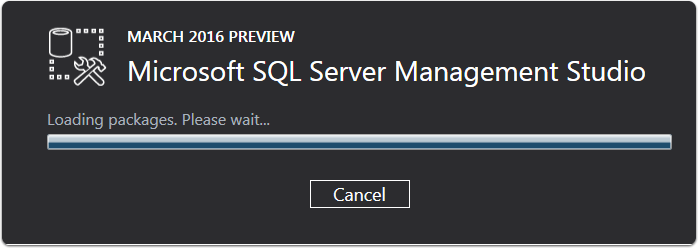 MARCH 2016 PREVIEW
Microsoft SQL Server Management Studio
Loading packages. Please wait...
Cancel